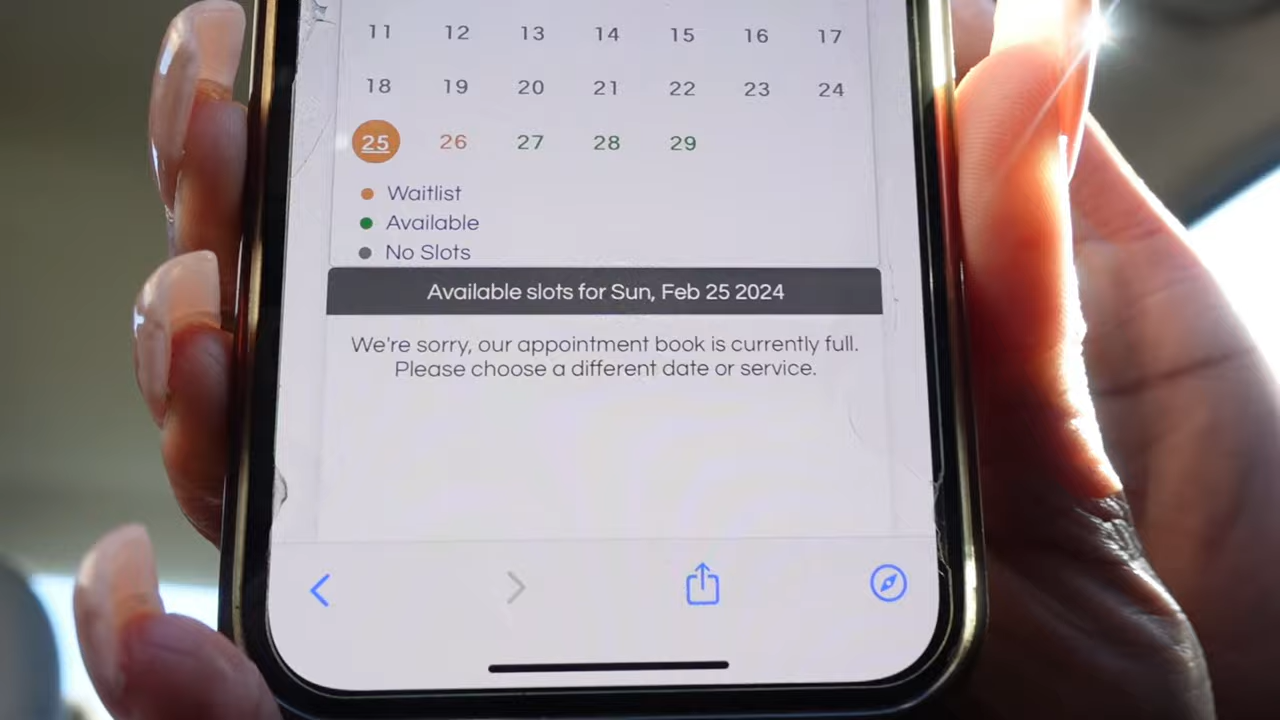 11 12 13 14 15 16 17
18 19 20 21 22 23 24
25 26 27 28 29
Waitlist
Available
No Slots
Available slots for Sun, Feb 25 2024
We're sorry, our appointment book is currently full.
Please choose a different date or service.